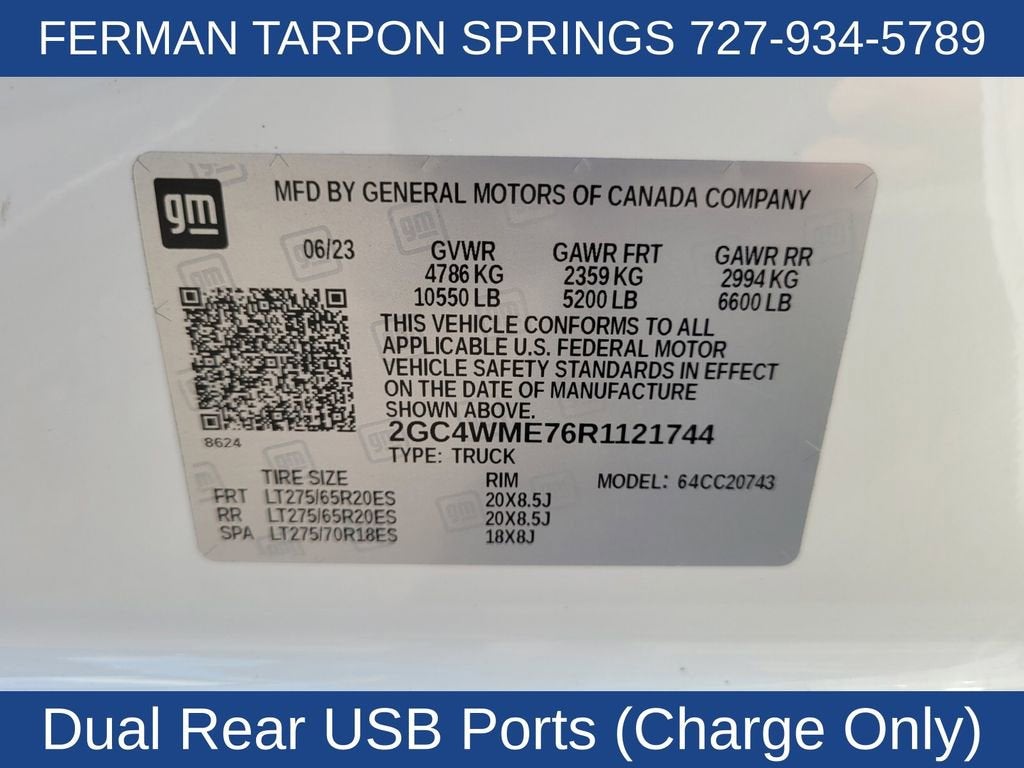 FERMAN TARPON SPRINGS 727-934-5789
gm
MFD BY GENERAL MOTORS OF CANADA COMPANY
06/23 GVWR GAWR FRT GAWR RR
4786 KG 2359 KG 2994 KG
10550 LB 5200 LB 6600 LB
THIS VEHICLE CONFORMS TO ALL
APPLICABLE U.S. FEDERAL MOTOR
VEHICLE SAFETY STANDARDS IN EFFECT
ON THE DATE OF MANUFACTURE
SHOWN ABOVE.
8624
2GC4WME76R1121744
TYPE: TRUCK
TIRE SIZE RIM MODEL: 64CC20743
FRT LT275/65R20ES 20X8.5J
RR LT275/65R20ES 20X8.5J
SPA LT275/70R18ES 18X8J
Dual Rear USB Ports (Charge Only)